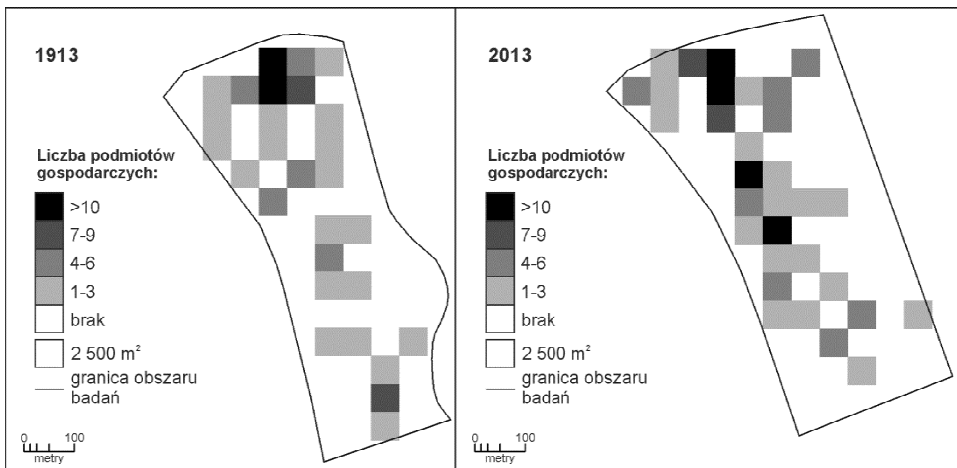 1913
Liczba podmiotów
gospodarczych:
>10
7-9
4-6
1-3
brak
2 500 m²
granica obszaru
badań
0 100
metry
2013
Liczba podmiotów
gospodarczych:
>10
7-9
4-6
1-3
brak
2 500 m²
granica obszaru
badań
0 100
metry